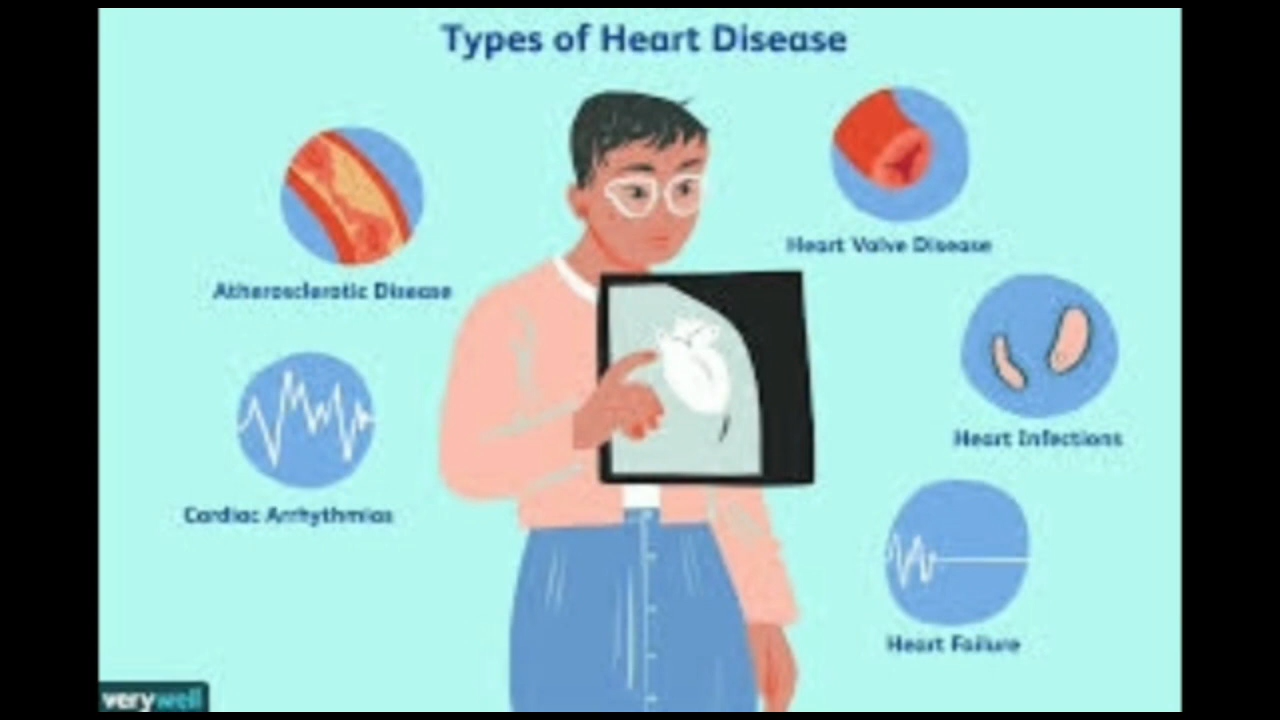 Types of Heart Disease
Atherosclerotic Disease
Heart Valve Disease
Cardiac Arrhythmias
Heart Infections
Heart Failure
verywell